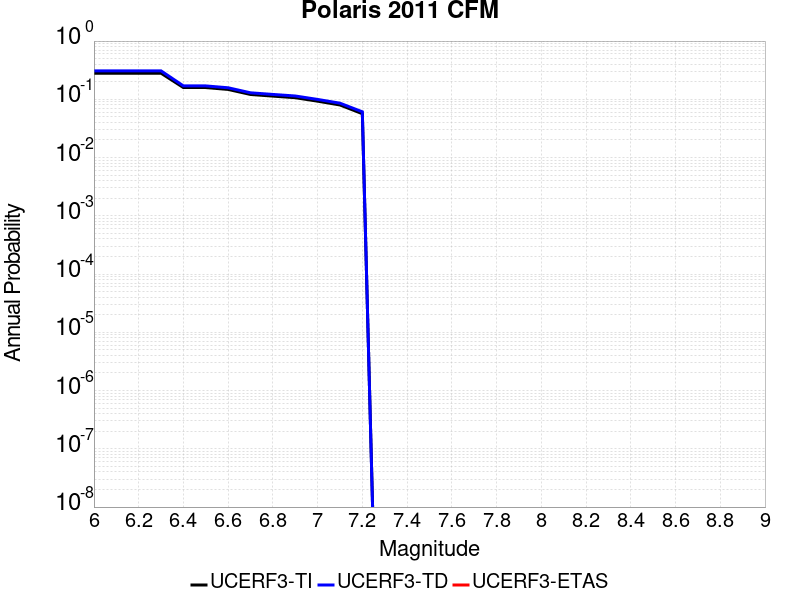 Polaris 2011 CFM
Annual Probability
10^0
10^-1
10^-2
10^-3
10^-4
10^-5
10^-6
10^-7
10^-8
6 6.2 6.4 6.6 6.8 7 7.2 7.4 7.6 7.8 8 8.2 8.4 8.6 8.8 9
Magnitude
UCERF3-TI UCERF3-TD UCERF3-ETAS